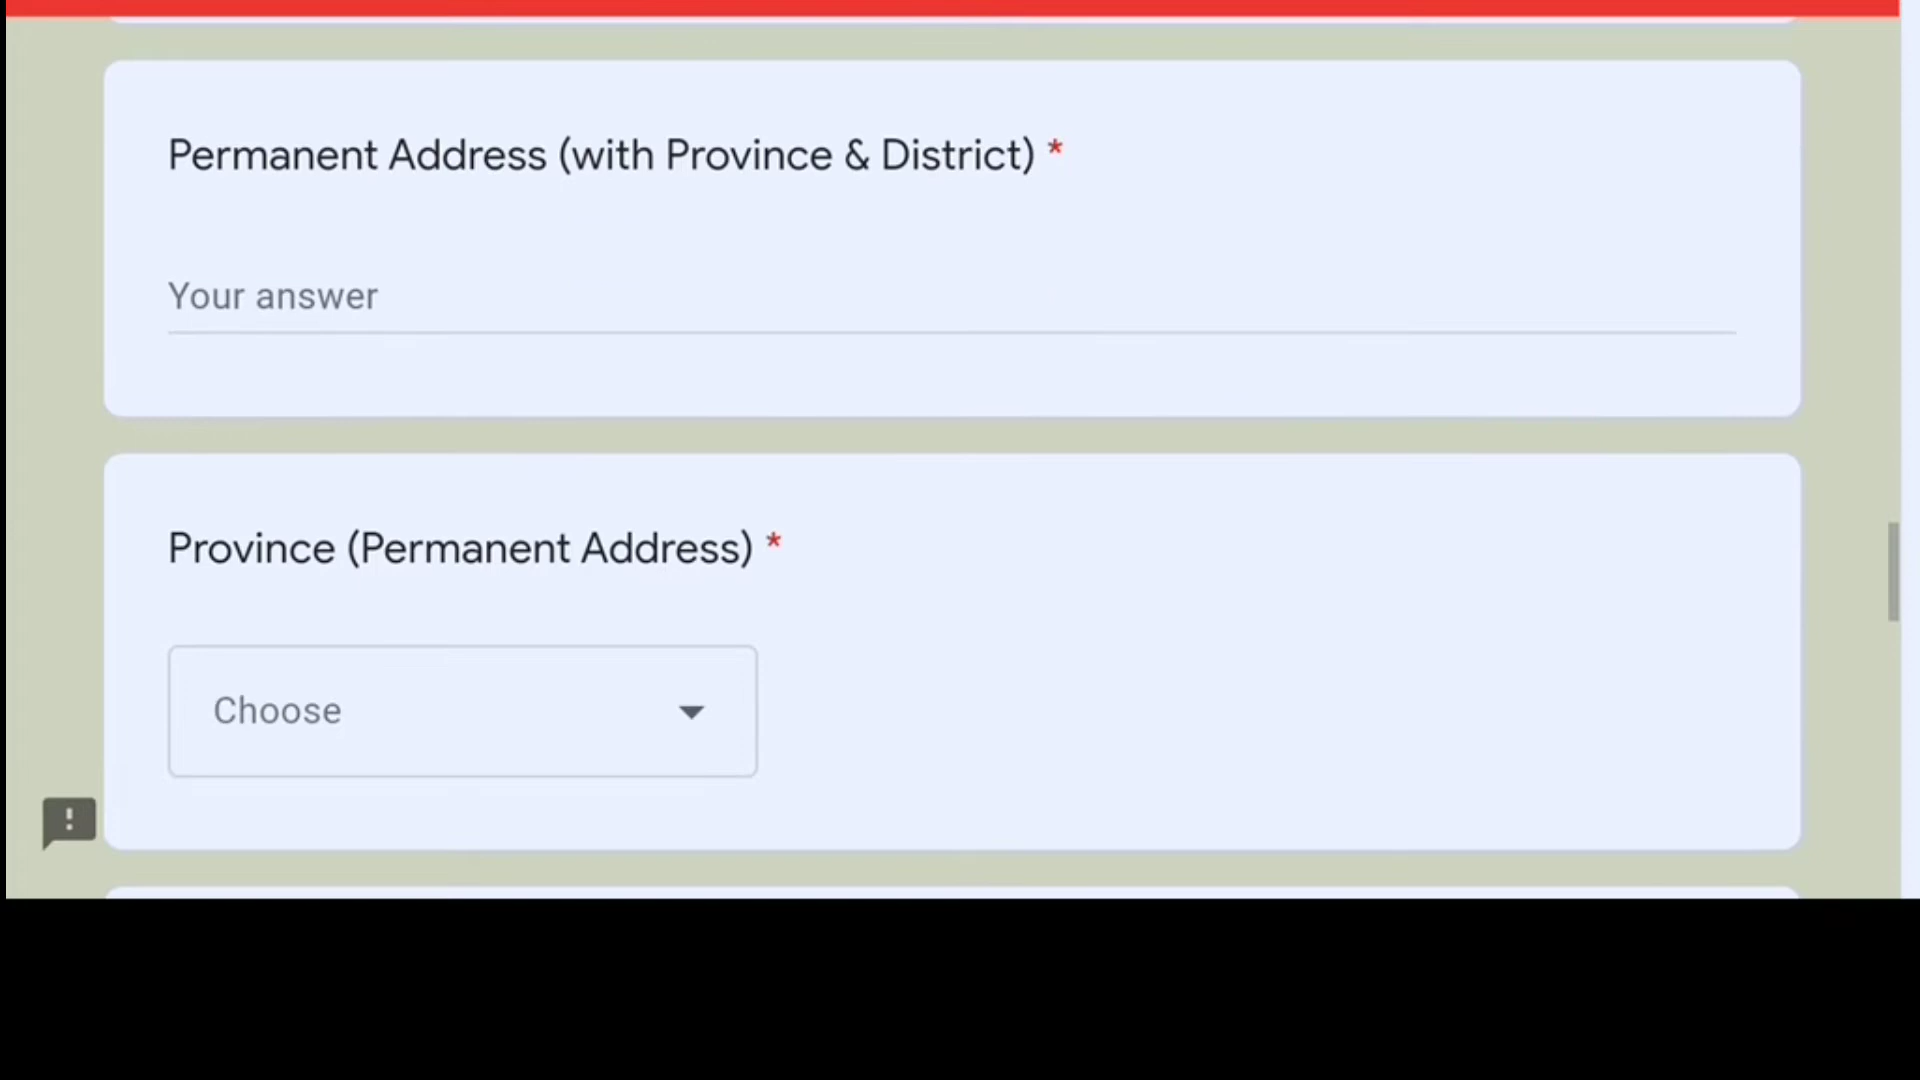 Permanent Address (with Province & District) *
Your answer
Province (Permanent Address) *
Choose